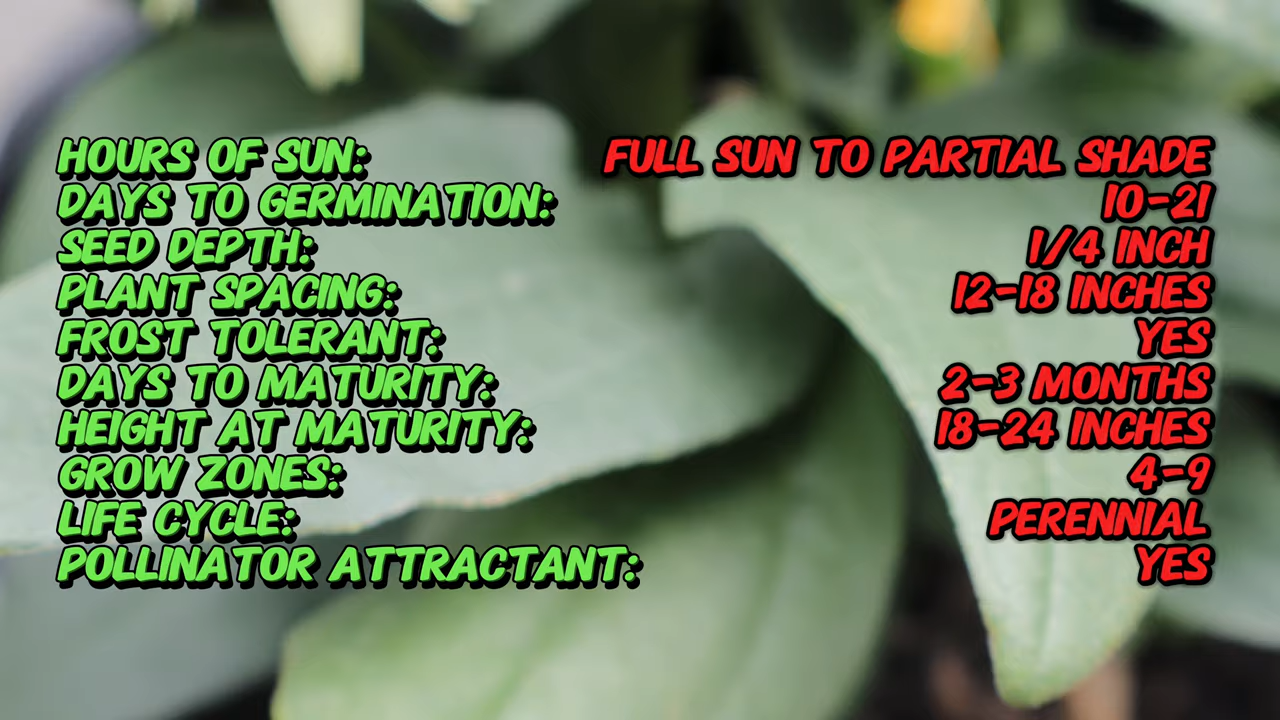 HOURS OF SUN: FULL SUN TO PARTIAL SHADE
DAYS TO GERMINATION: 10-21
SEED DEPTH: 1/4 INCH
PLANT SPACING: 12-18 INCHES
FROST TOLERANT: YES
DAYS TO MATURITY: 2-3 MONTHS
HEIGHT AT MATURITY: 18-24 INCHES
GROW ZONES: 4-9
LIFE CYCLE: PERENNIAL
POLLINATOR ATTRACTANT: YES